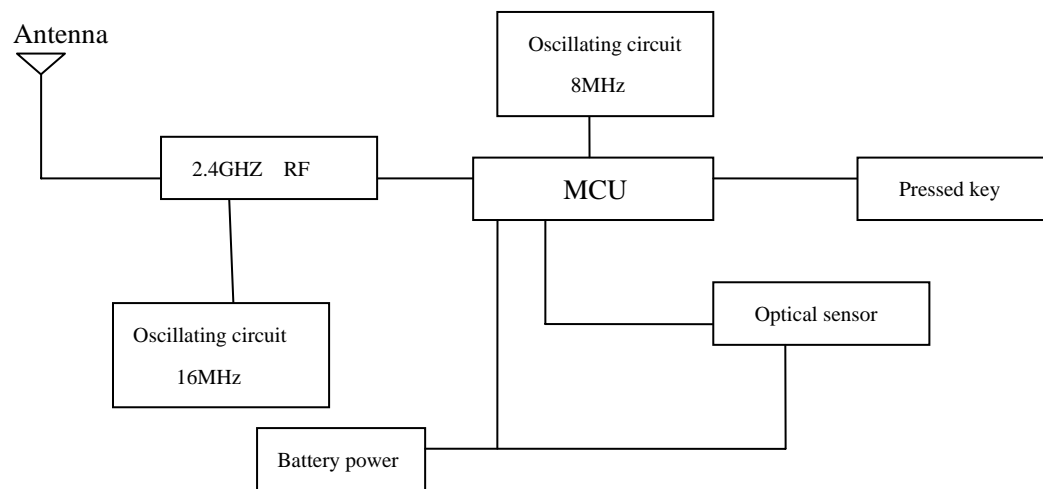 Antenna
Oscillating circuit
8MHz
2.4GHZ RF
MCU
Pressed key
Optical sensor
Oscillating circuit
16MHz
Battery power